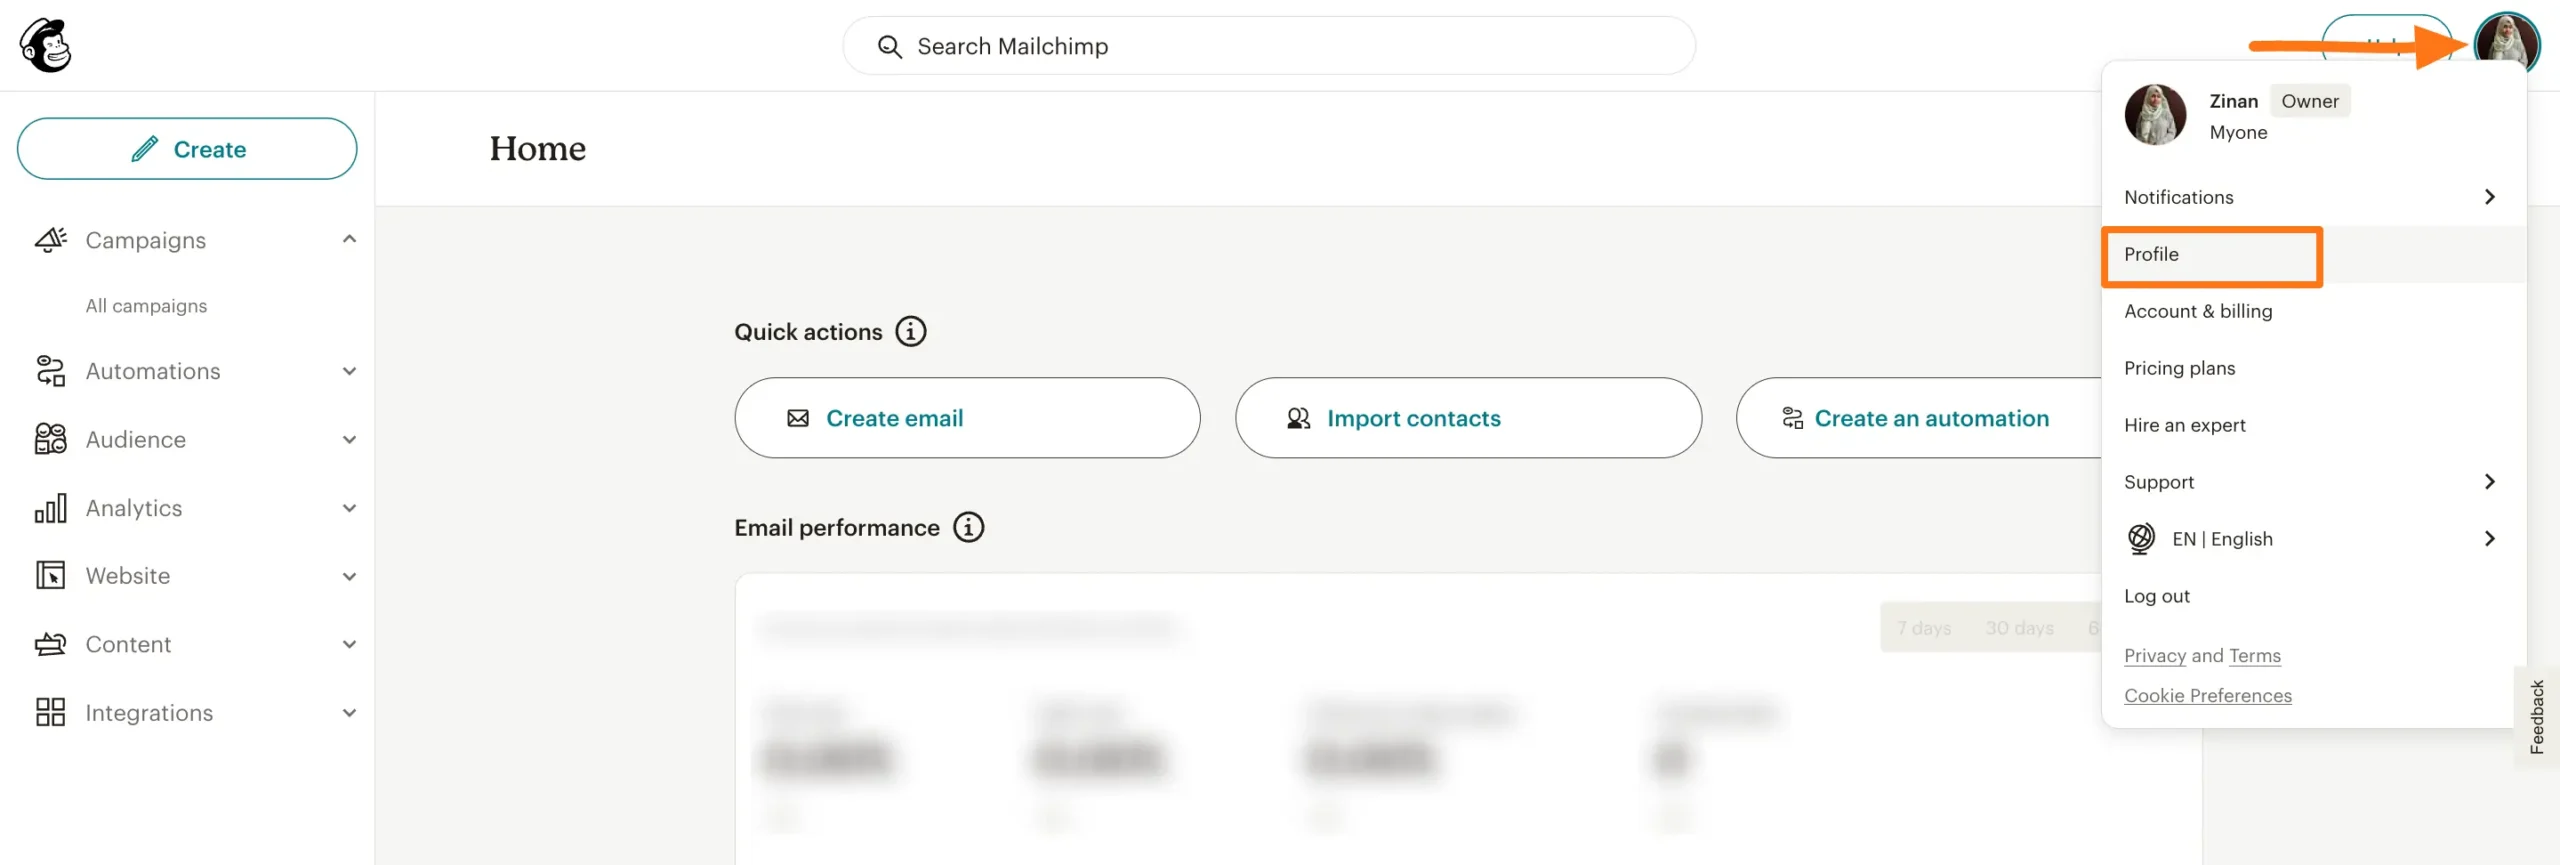 Search Mailchimp
Create
Campaigns
All campaigns
Automations
Audience
Analytics
Website
Content
Integrations
Home
Quick actions
Create email
Import contacts
Create an automation
Email performance
7 days
30 days
6
Zinan
Owner
Myone
Notifications
Profile
Account & billing
Pricing plans
Hire an expert
Support
EN | English
Log out
Privacy and Terms
Cookie Preferences
Feedback